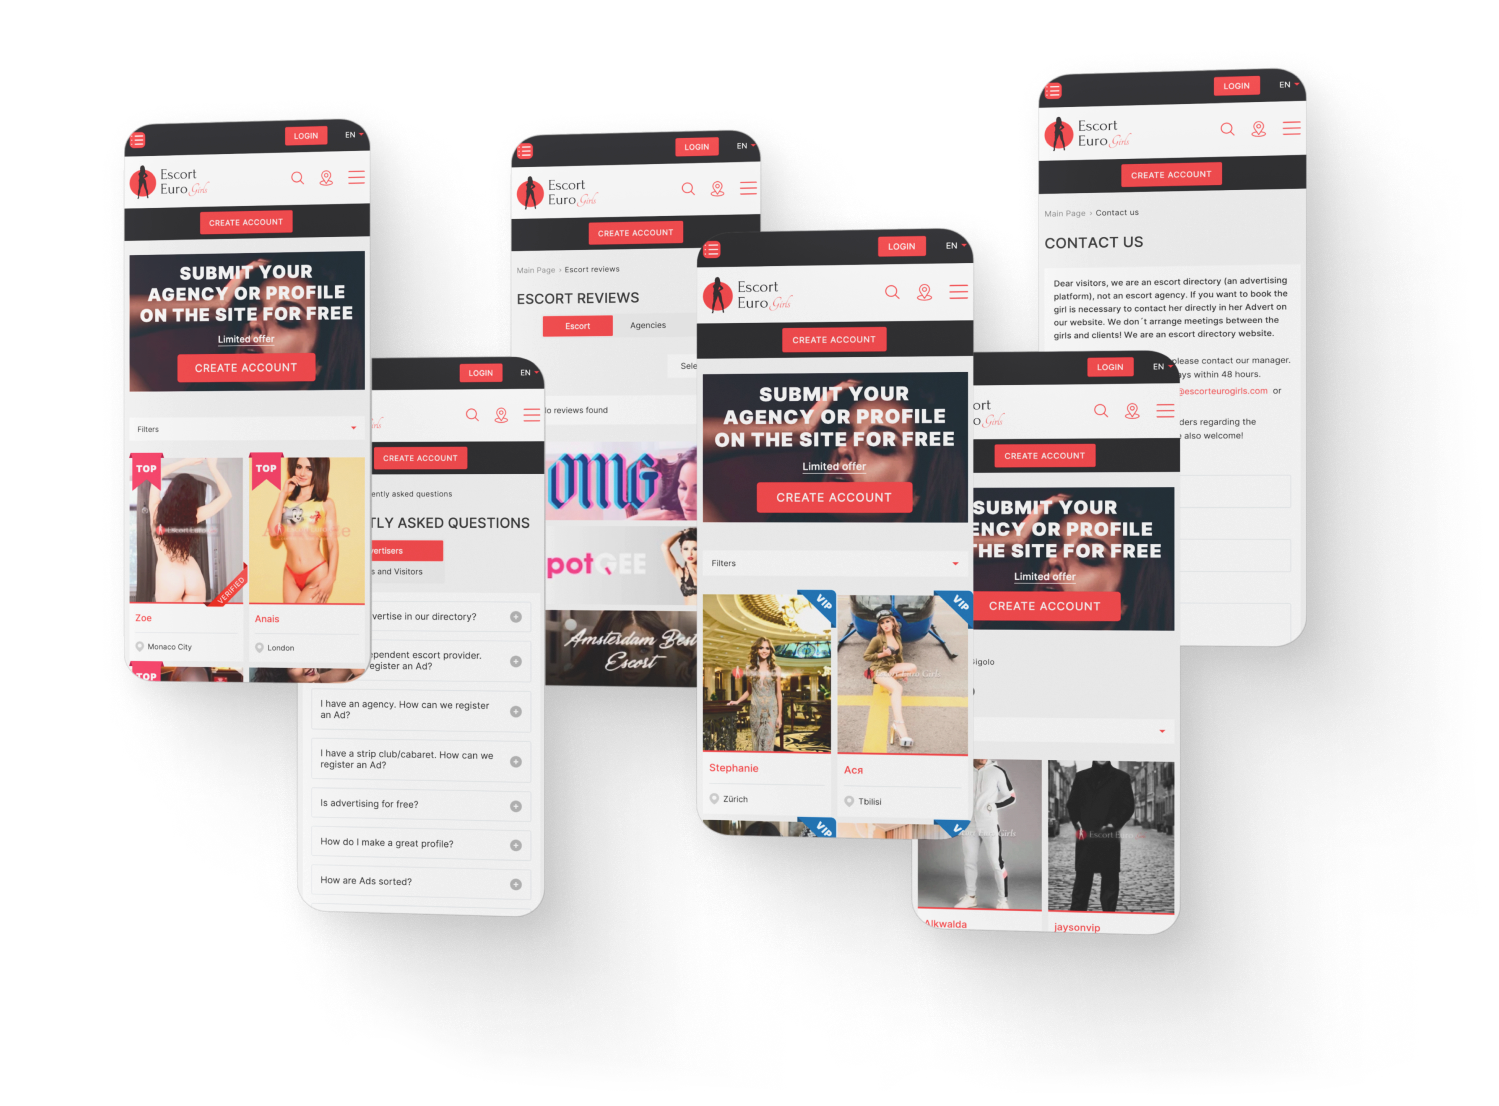 LOGIN
EN
Escort
Euro Girls
CREATE ACCOUNT
SUBMIT YOUR
AGENCY OR PROFILE
ON THE SITE FOR FREE
Limited offer
CREATE ACCOUNT
Filters
TOP
TOP
VERIFIED
Zoe
Anais
Monaco City
London
TOP
LOGIN
EN
CREATE ACCOUNT
ently asked questions
TLY ASKED QUESTIONS
vertisers
s and Visitors
vertise in our directory?
ependent escort provider.
egister an Ad?
I have an agency. How can we register
an Ad?
I have a strip club/cabaret. How can we
register an Ad?
Is advertising for free?
How do I make a great profile?
How are Ads sorted?
LOGIN
EN
Escort
Euro Girls
CREATE ACCOUNT
Main Page › Escort reviews
ESCORT REVIEWS
Escort
Agencies
Sele
o reviews found
OMG
pot GEE
Amsterdam Best
Escort
LOGIN
EN
Escort
Euro Girls
CREATE ACCOUNT
SUBMIT YOUR
AGENCY OR PROFILE
ON THE SITE FOR FREE
Limited offer
CREATE ACCOUNT
Filters
VIP
VIP
Escort Euro Girls
Stephanie
Ася
Zürich
Tbilisi
VIP
LOGIN
EN
ort
o Girls
CREATE ACCOUNT
SUBMIT YOUR
ENCY OR PROFILE
THE SITE FOR FREE
Limited offer
CREATE ACCOUNT
Gigolo
Escort Euro
Aikwalda
jaysonvip
LOGIN
EN
Escort
Euro Girls
CREATE ACCOUNT
Main Page › Contact us
CONTACT US
Dear visitors, we are an escort directory (an advertising
platform), not an escort agency. If you want to book the
girl is necessary to contact her directly in her Advert on
our website. We don´t arrange meetings between the
girls and clients! We are an escort directory website.
please contact our manager.
ays within 48 hours.
@escorteurogirls.com or
ders regarding the
also welcome!